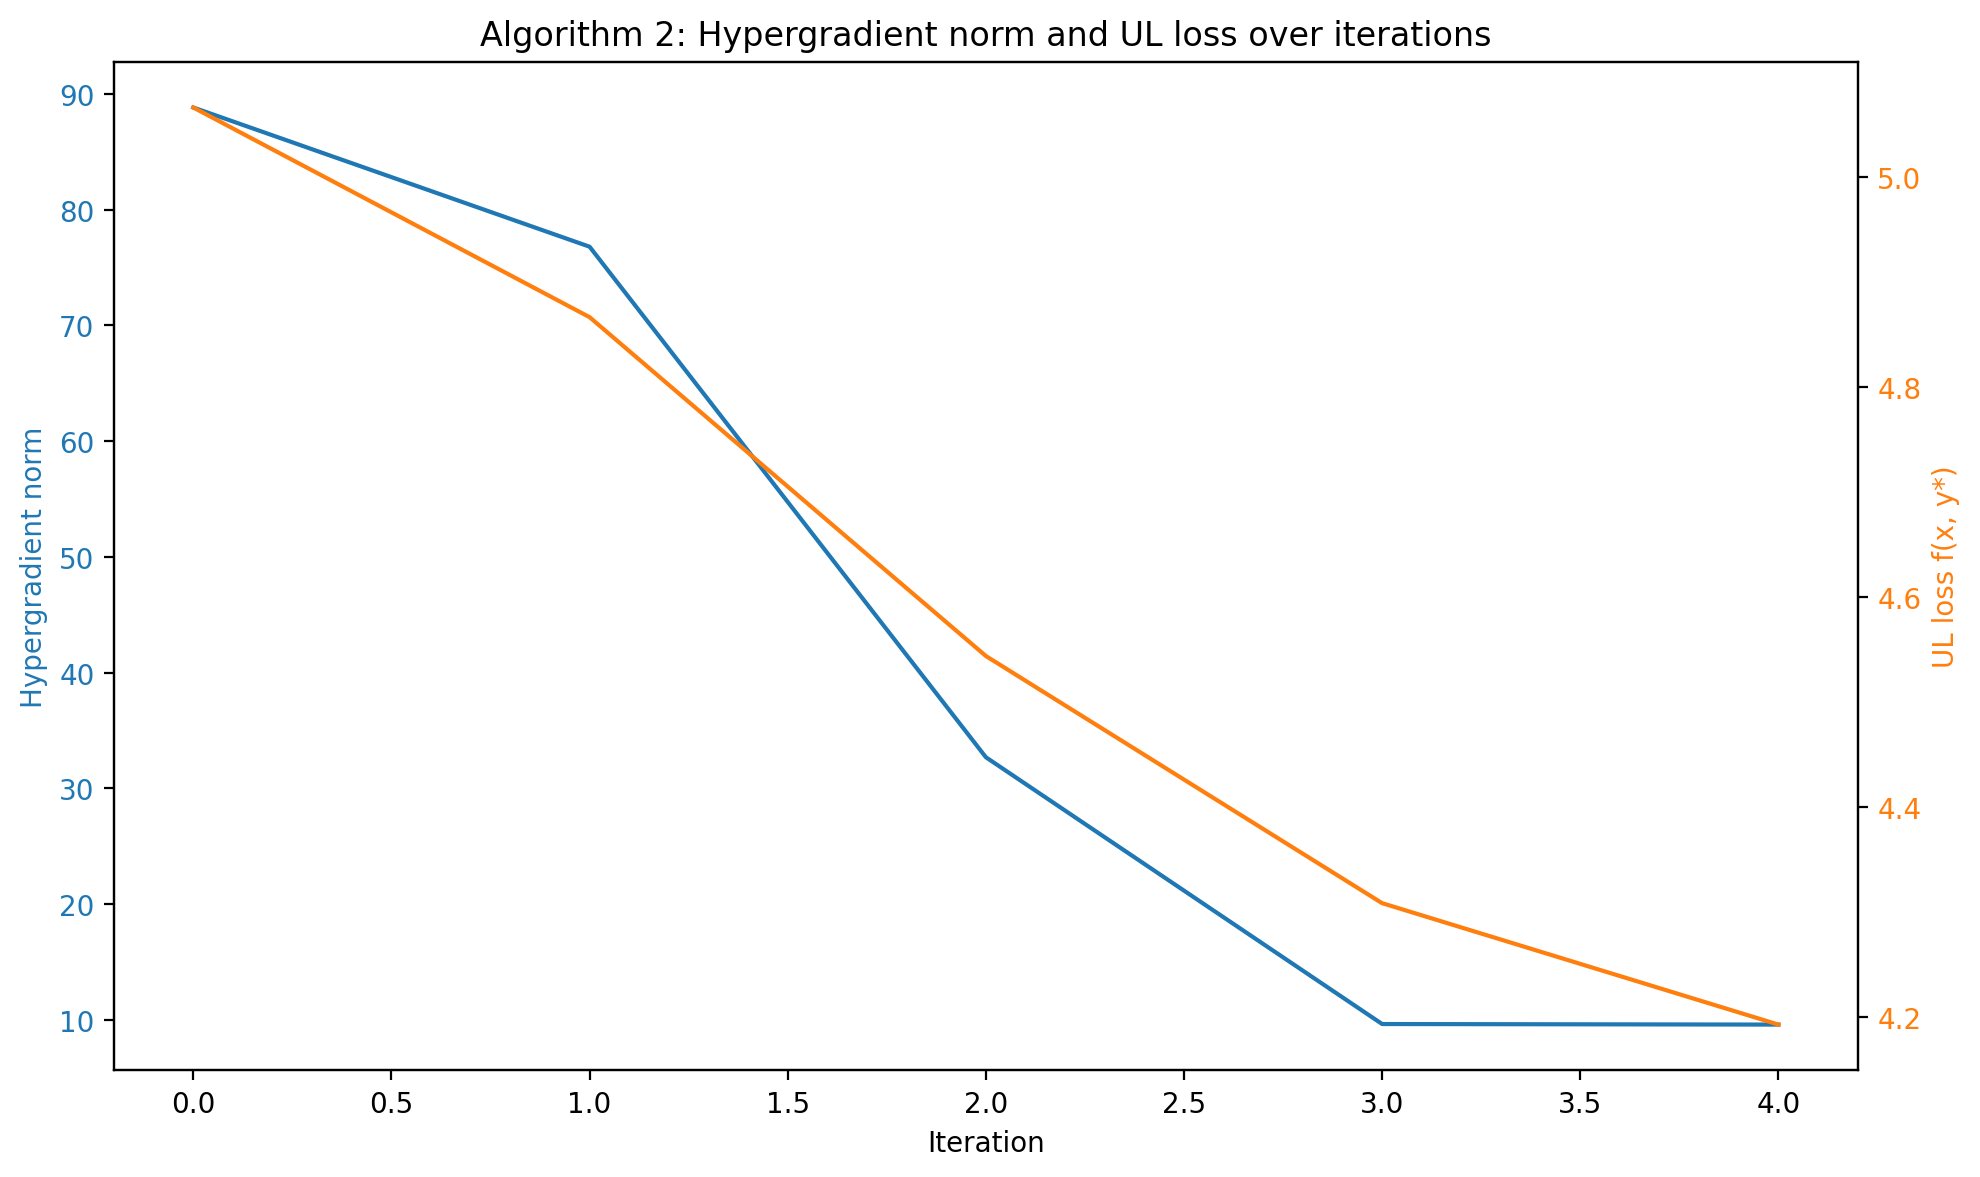 Algorithm 2: Hypergradient norm and UL loss over iterations
90
80
70
60
50
40
30
20
10
Hypergradient norm
5.0
4.8
4.6
4.4
4.2
UL loss f(x, y*)
0.0 0.5 1.0 1.5 2.0 2.5 3.0 3.5 4.0
Iteration